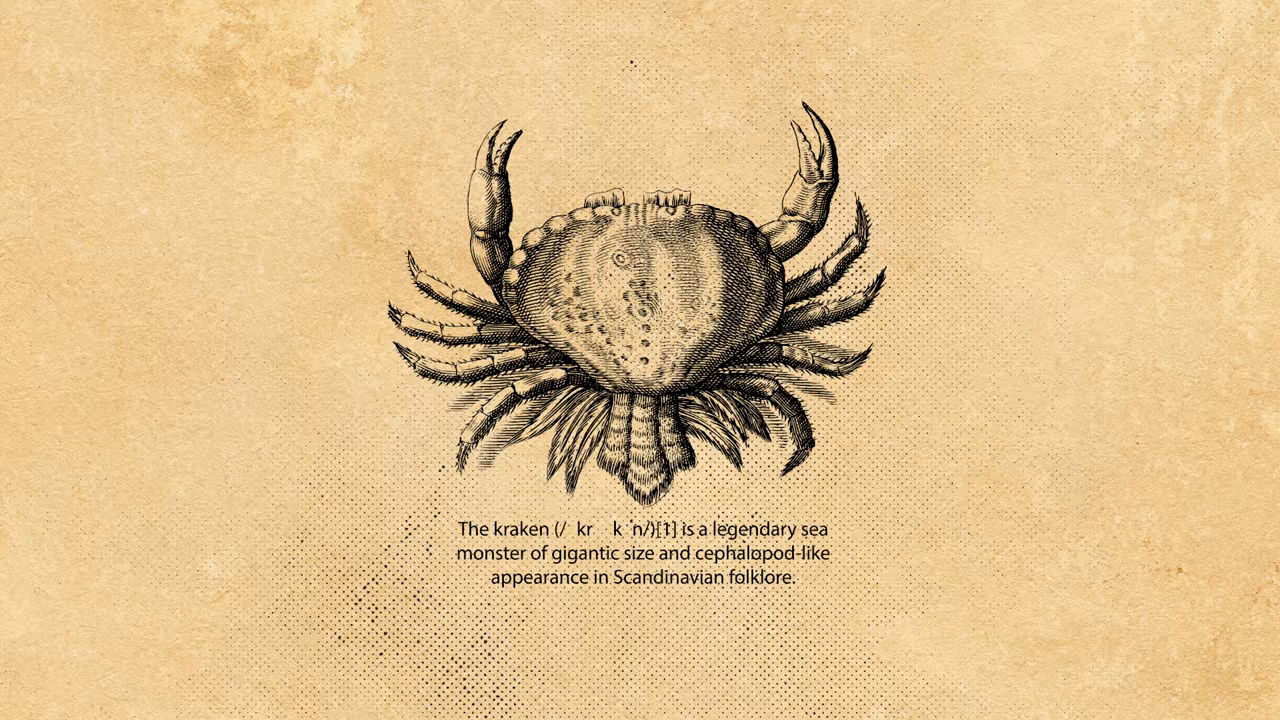 The kraken (/ kr k n/)[1] is a legendary sea
monster of gigantic size and cephalopod-like
appearance in Scandinavian folklore.